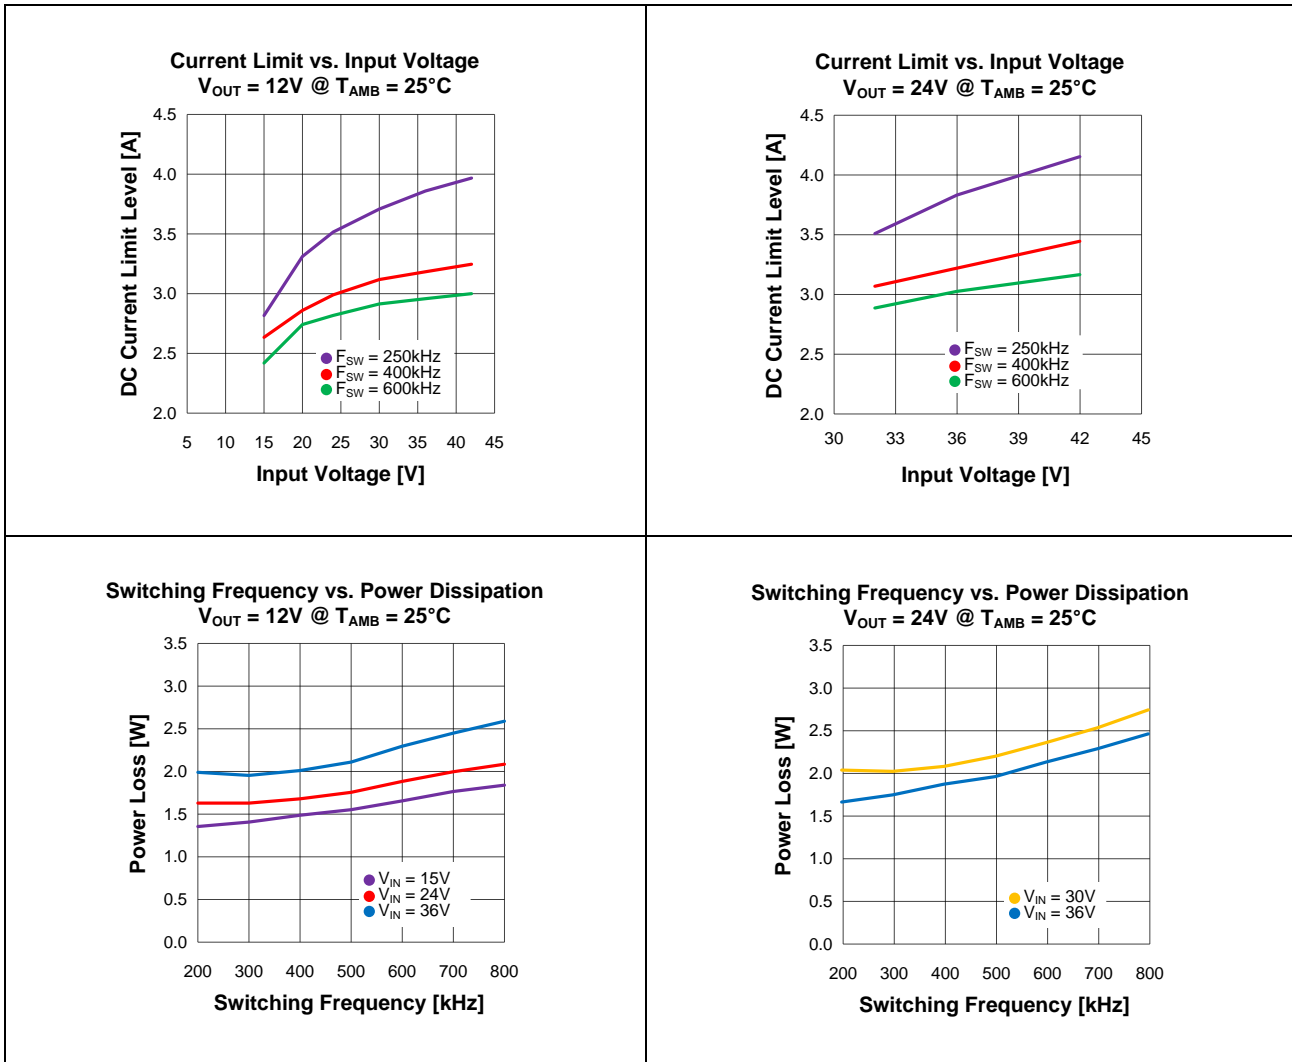 Current Limit vs. Input Voltage
VOUT = 12V @ TAMB = 25°C
DC Current Limit Level [A]
4.5
4.0
3.5
3.0
2.5
2.0
FSW = 250kHz
FSW = 400kHz
FSW = 600kHz
5 10 15 20 25 30 35 40 45
Input Voltage [V]
Current Limit vs. Input Voltage
VOUT = 24V @ TAMB = 25°C
DC Current Limit Level [A]
4.5
4.0
3.5
3.0
2.5
2.0
FSW = 250kHz
FSW = 400kHz
FSW = 600kHz
30 33 36 39 42 45
Input Voltage [V]
Switching Frequency vs. Power Dissipation
VOUT = 12V @ TAMB = 25°C
Power Loss [W]
3.5
3.0
2.5
2.0
1.5
1.0
0.5
0.0
VIN = 15V
VIN = 24V
VIN = 36V
200 300 400 500 600 700 800
Switching Frequency [kHz]
Switching Frequency vs. Power Dissipation
VOUT = 24V @ TAMB = 25°C
Power Loss [W]
3.5
3.0
2.5
2.0
1.5
1.0
0.5
0.0
VIN = 30V
VIN = 36V
200 300 400 500 600 700 800
Switching Frequency [kHz]